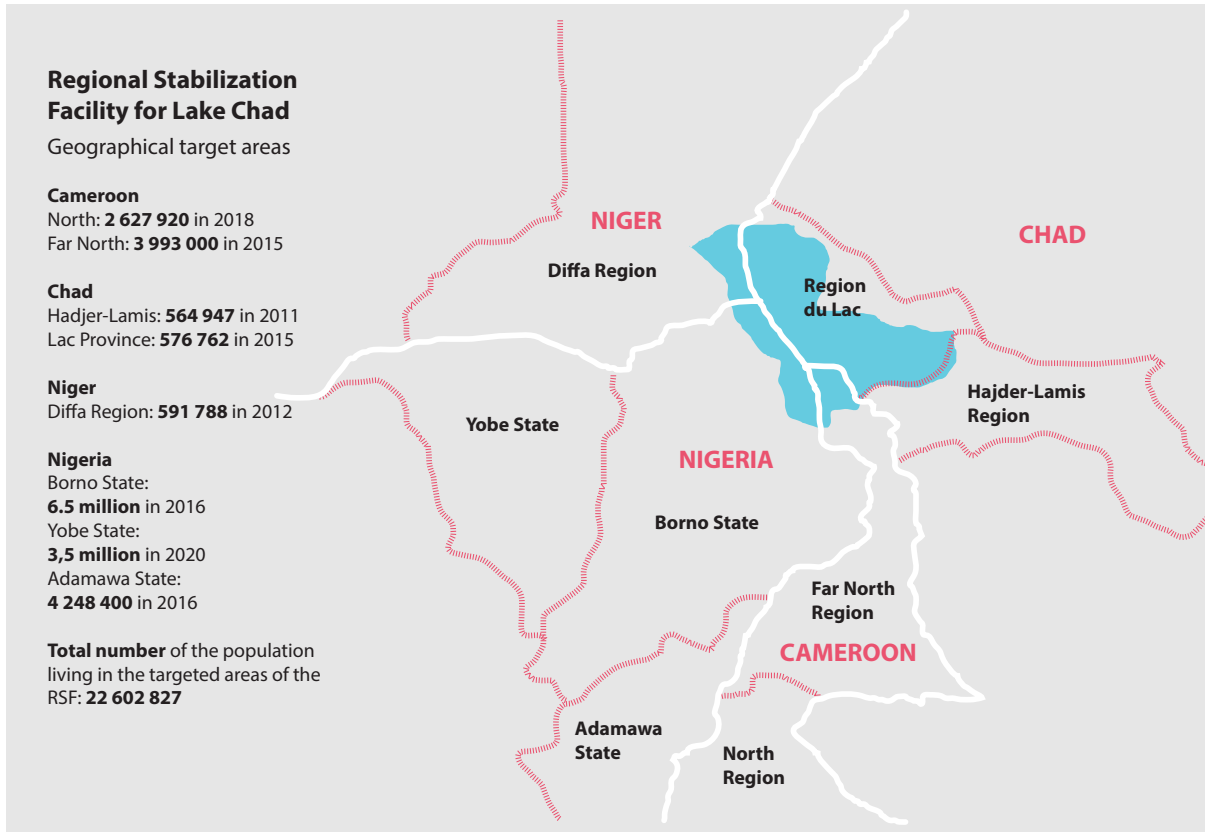 Regional Stabilization
Facility for Lake Chad
Geographical target areas
Cameroon
North: 2 627 920 in 2018
Far North: 3 993 000 in 2015
Chad
Hadjer-Lamis: 564 947 in 2011
Lac Province: 576 762 in 2015
Niger
Diffa Region: 591 788 in 2012
Nigeria
Borno State:
6.5 million in 2016
Yobe State:
3,5 million in 2020
Adamawa State:
4 248 400 in 2016
Total number of the population
living in the targeted areas of the
RSF: 22 602 827
NIGER
Diffa Region
CHAD
Region
du Lac
Hajder-Lamis
Region
Yobe State
NIGERIA
Borno State
Far North
Region
CAMEROON
Adamawa
State
North
Region